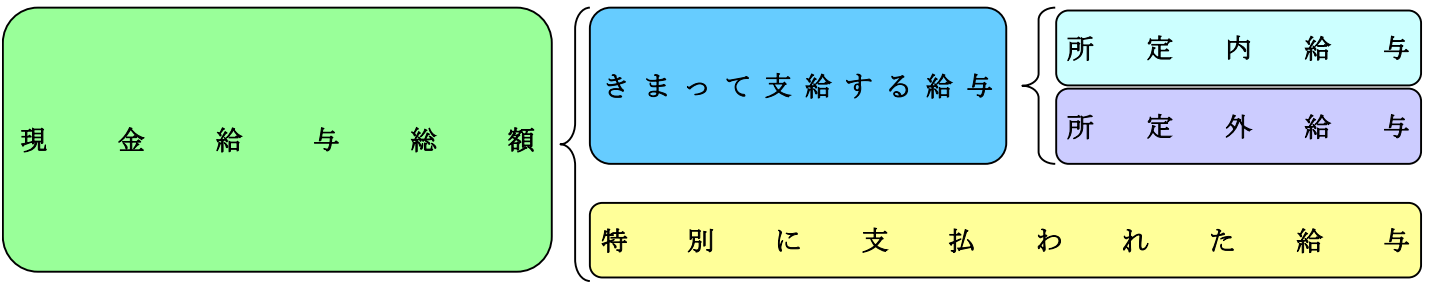 現金給与総額
きまって支給する給与
所定内給与
所定外給与
特別に支払われた給与